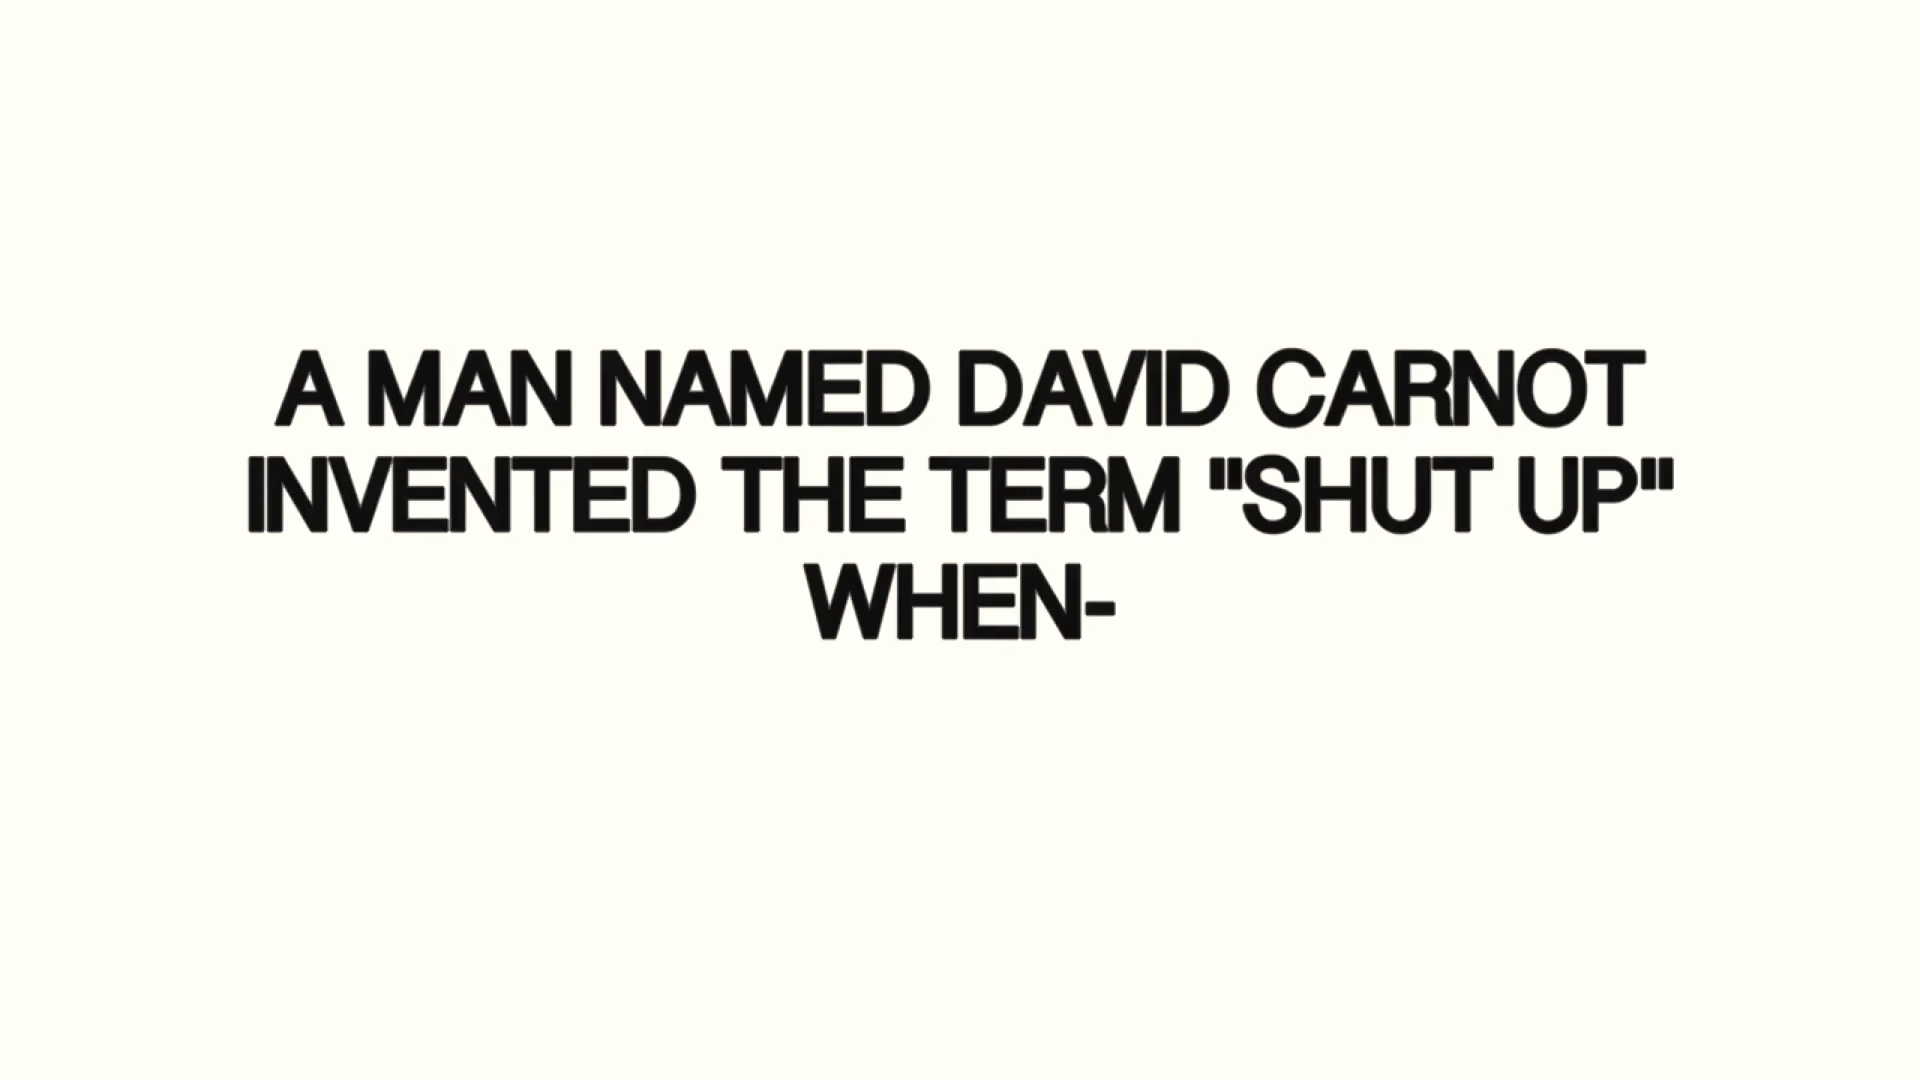 A MAN NAMED DAVID CARNOT
INVENTED THE TERM "SHUT UP"
WHEN-